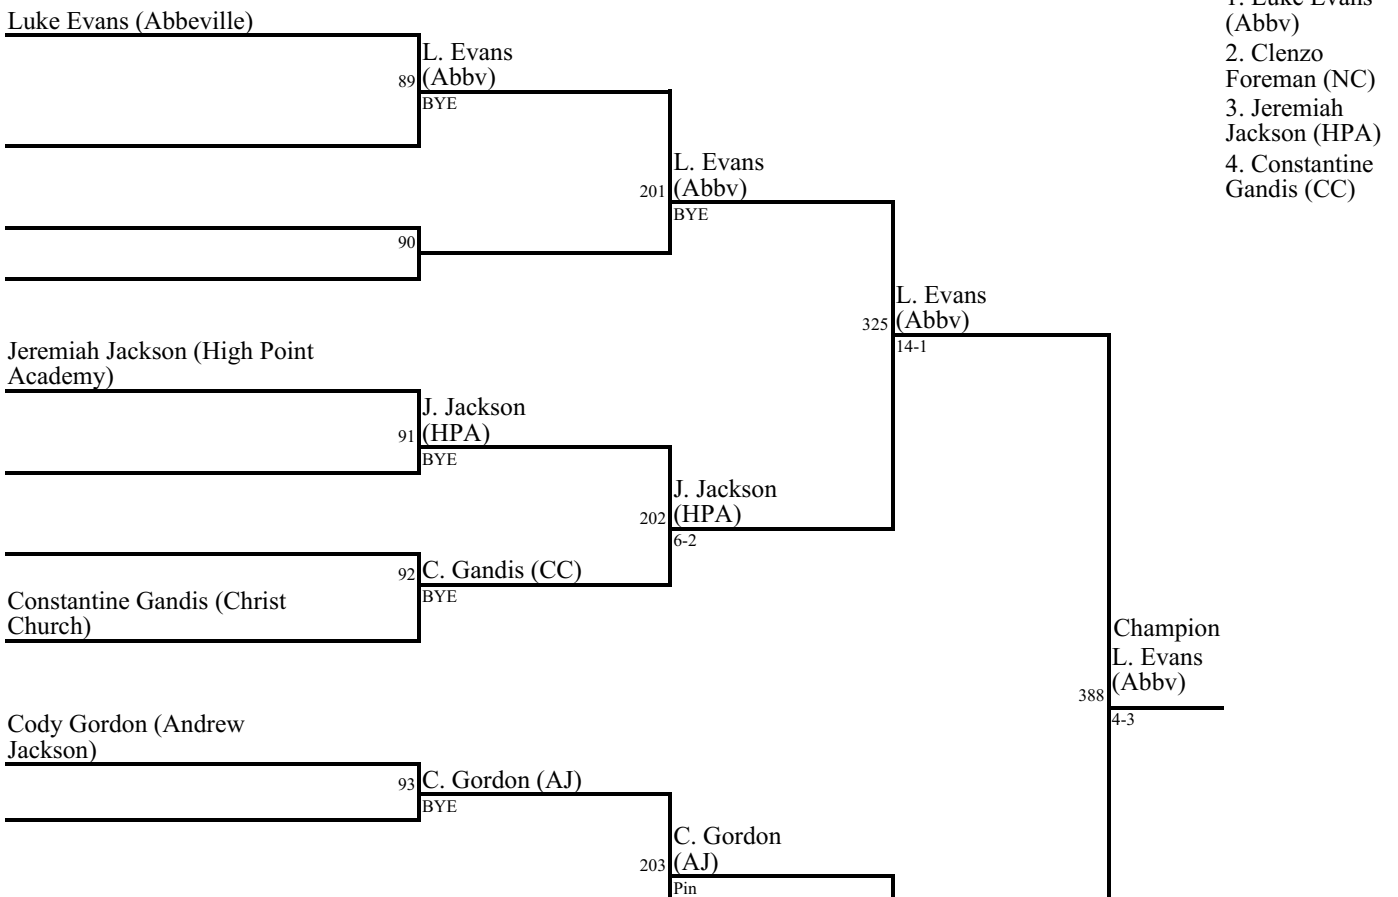 Luke Evans (Abbeville)
89
L. Evans
(Abbv)
BYE
90
201
L. Evans
(Abbv)
BYE
Jeremiah Jackson (High Point
Academy)
91
J. Jackson
(HPA)
BYE
92
C. Gandis (CC)
BYE
Constantine Gandis (Christ
Church)
202
J. Jackson
(HPA)
6-2
325
L. Evans
(Abbv)
14-1
Cody Gordon (Andrew
Jackson)
93
C. Gordon (AJ)
BYE
203
C. Gordon
(AJ)
Pin
388
Champion
L. Evans
(Abbv)
4-3
1. Luke Evans
(Abbv)
2. Clenzo
Foreman (NC)
3. Jeremiah
Jackson (HPA)
4. Constantine
Gandis (CC)